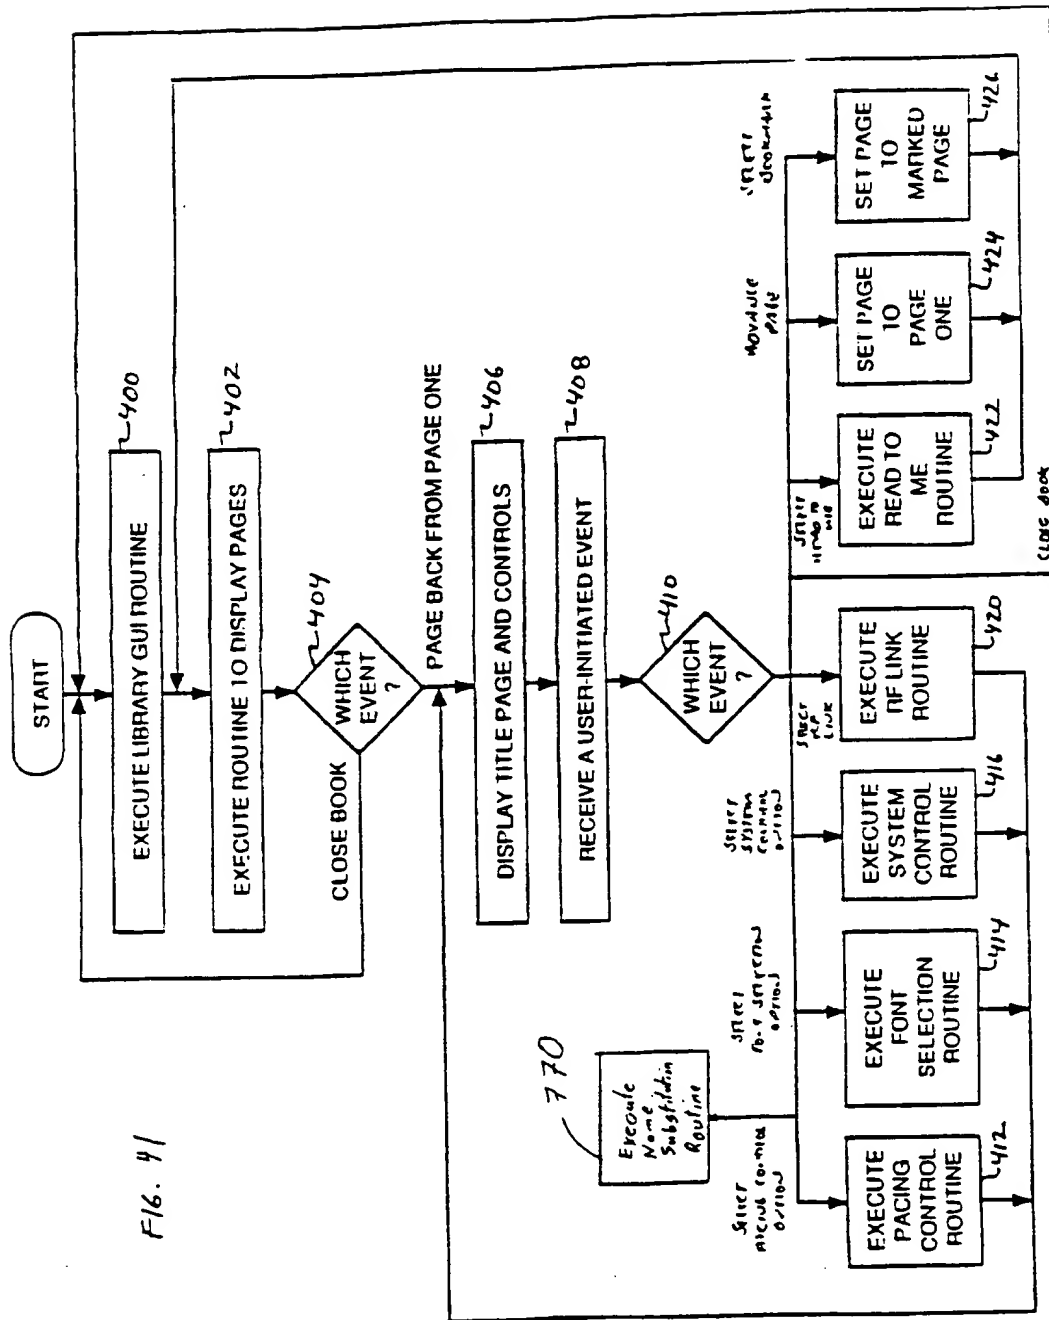 FIG. 41
START
EXECUTE LIBRARY GUI ROUTINE
400
EXECUTE ROUTINE TO DISPLAY PAGES
402
WHICH
EVENT
?
404
CLOSE BOOK
PAGE BACK FROM PAGE ONE
DISPLAY TITLE PAGE AND CONTROLS
406
RECEIVE A USER-INITIATED EVENT
408
WHICH
EVENT
?
410
770
Execute
Name
Substitution
Routine
SELECT
PACING CONTROL
OPTION
EXECUTE
PACING
CONTROL
ROUTINE
412
SELECT
FONT SELECTION
OPTION
EXECUTE
FONT
SELECTION
ROUTINE
414
SELECT
SYSTEM
CONTROL
OPTION
EXECUTE
SYSTEM
CONTROL
ROUTINE
416
SELECT
RF
LINK
EXECUTE
RF LINK
ROUTINE
420
CLOSE BOOK
SELECT
READ TO
ME
EXECUTE
READ TO
ME
ROUTINE
422
ADVANCE
PAGE
SET PAGE
TO
PAGE
ONE
424
SELECT
BOOKMARK
SET PAGE
TO
MARKED
PAGE
426